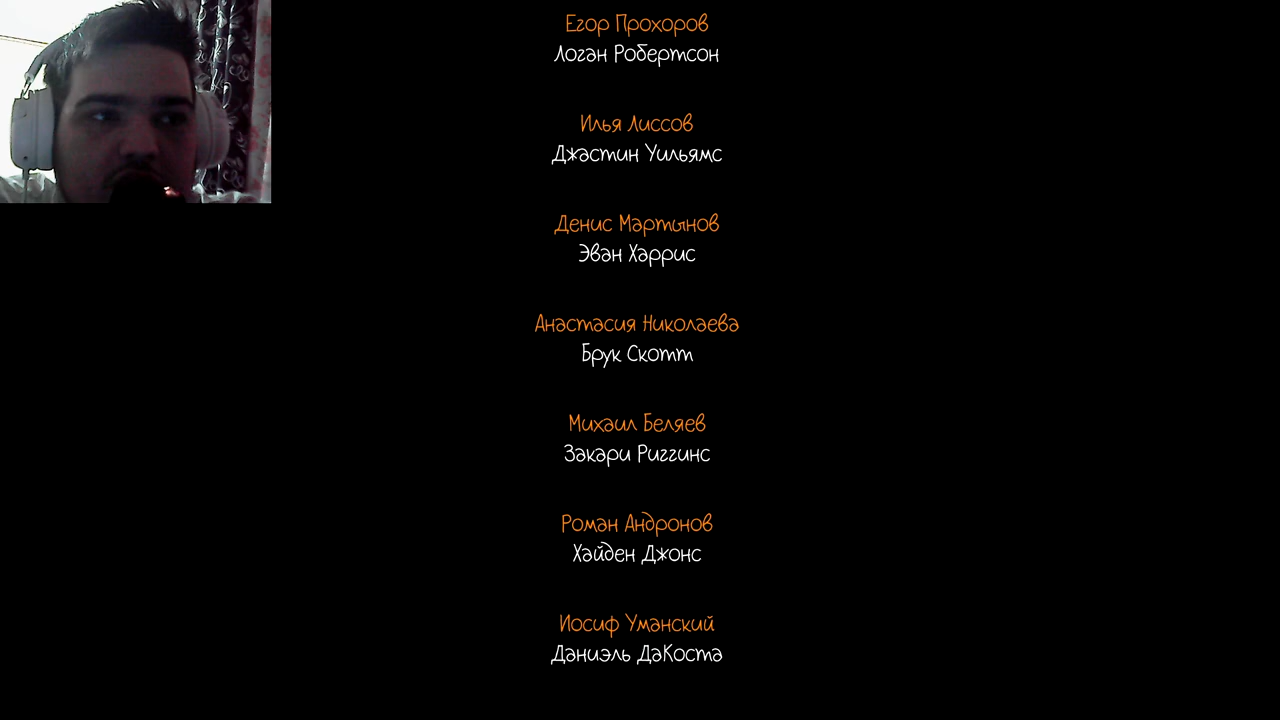 Егор Прохоров
Логан Робертсон
Илья Лиссов
Джастин Уильямс
Денис Мартынов
Эван Харрис
Анастасия Николаева
Брук Скотт
Михаил Беляев
Закари Риггинс
Роман Андронов
Хайден Джонс
Иосиф Уманский
Даниэль ДаКоста